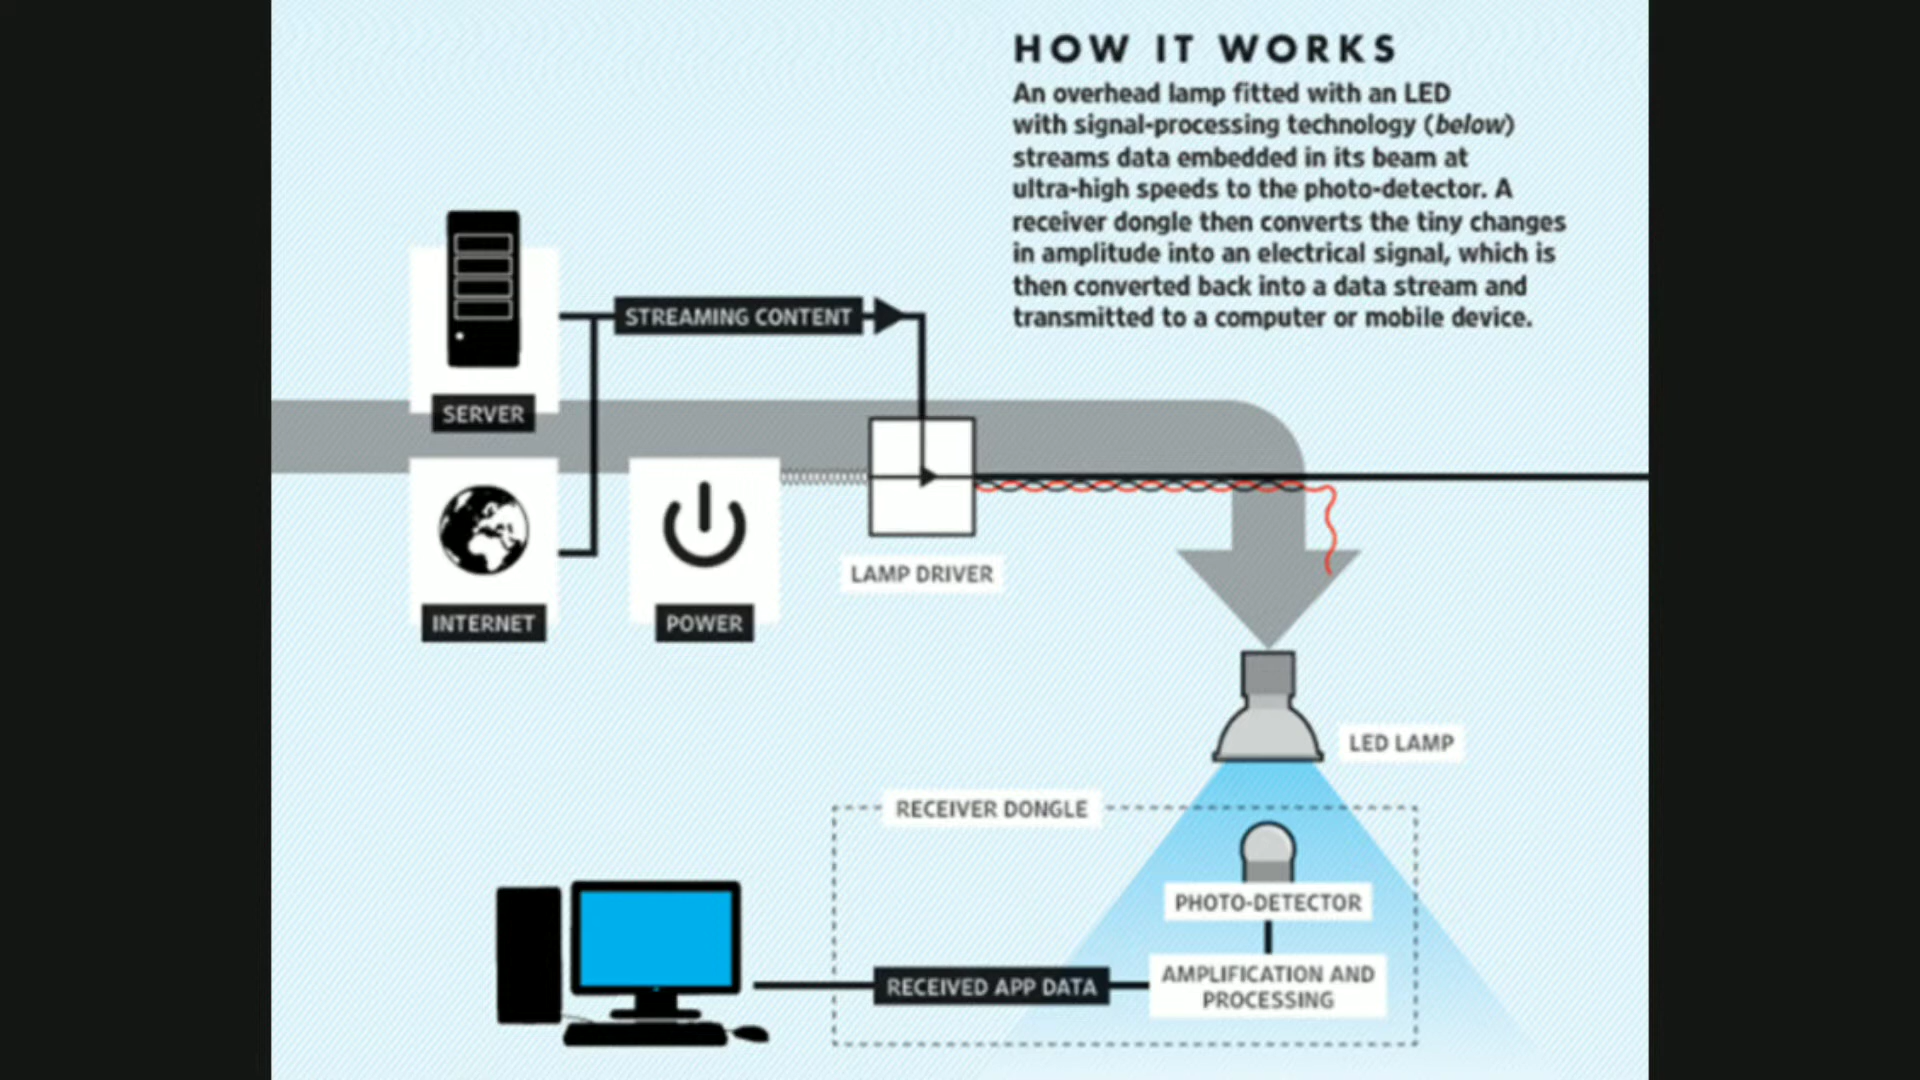 HOW IT WORKS
An overhead lamp fitted with an LED
with signal-processing technology (below)
streams data embedded in its beam at
ultra-high speeds to the photo-detector. A
receiver dongle then converts the tiny changes
in amplitude into an electrical signal, which is
then converted back into a data stream and
transmitted to a computer or mobile device.
STREAMING CONTENT
SERVER
INTERNET
POWER
LAMP DRIVER
LED LAMP
RECEIVER DONGLE
PHOTO-DETECTOR
AMPLIFICATION AND
PROCESSING
RECEIVED APP DATA